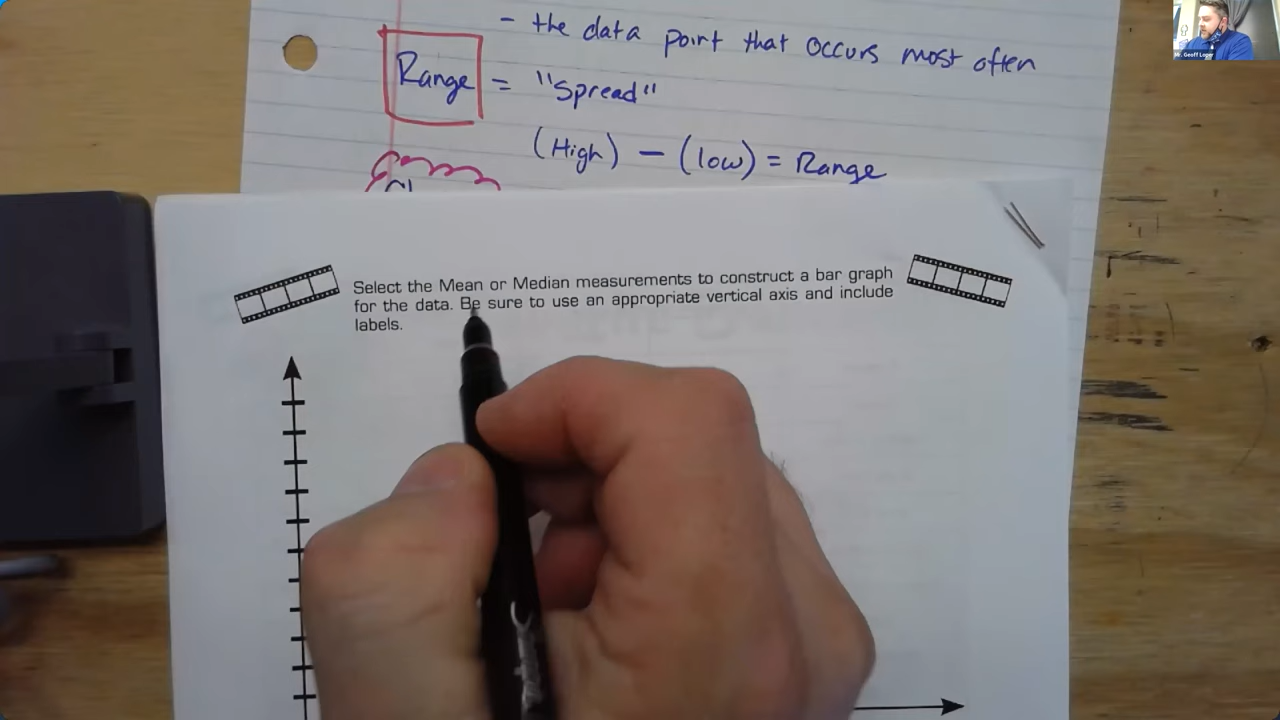 - the data point that occurs most often
Range = "Spread"
(High) - (low) = Range
Select the Mean or Median measurements to construct a bar graph
for the data. Be sure to use an appropriate vertical axis and include
labels.